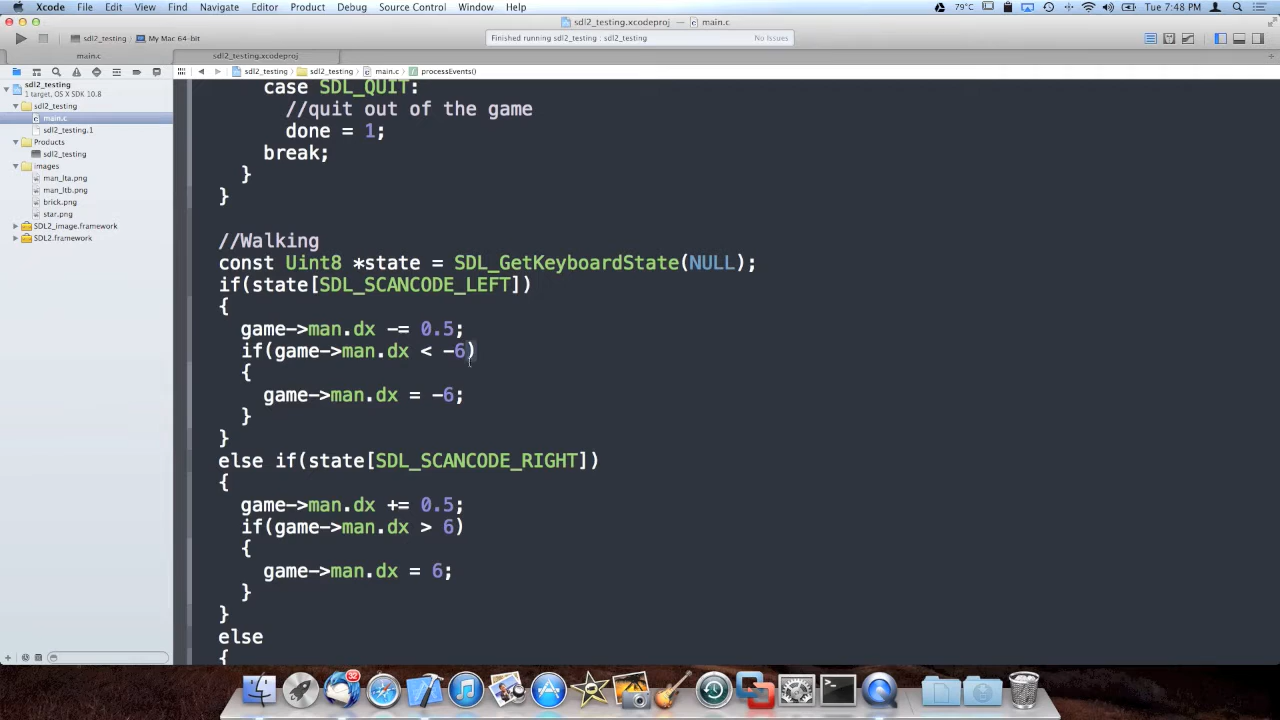 Xcode File Edit View Find Navigate Editor Product Debug Source Control Window Help 79°C Tue 7:48 PM
sdl2_testing.xcodeproj — main.c
sdl2_testing My Mac 64-bit Finished running sdl2_testing : sdl2_testing No Issues
main.c sdl2_testing.xcodeproj
sdl2_testing sdl2_testing main.c processEvents()
sdl2_testing
1 target, OS X SDK 10.8
sdl2_testing
main.c
sdl2_testing.1
Products
sdl2_testing
images
man_lta.png
man_ltb.png
brick.png
star.png
SDL2_image.framework
SDL2.framework
case SDL_QUIT:
//quit out of the game
done = 1;
break;
}
}
//Walking
const Uint8 *state = SDL_GetKeyboardState(NULL);
if(state[SDL_SCANCODE_LEFT])
{
game->man.dx -= 0.5;
if(game->man.dx < -6)
{
game->man.dx = -6;
}
}
else if(state[SDL_SCANCODE_RIGHT])
{
game->man.dx += 0.5;
if(game->man.dx > 6)
{
game->man.dx = 6;
}
}
else
{
32